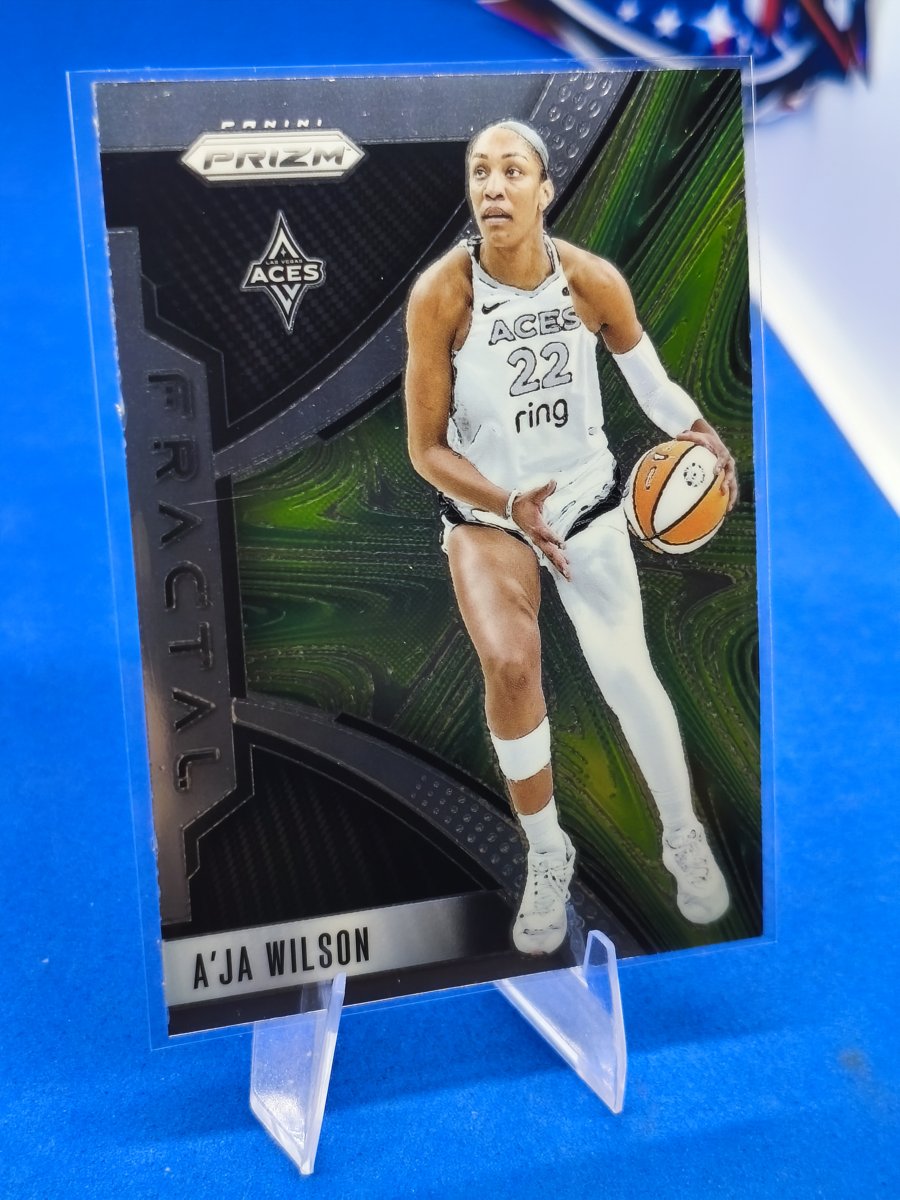 PANINI
PRIZM
LAS VEGAS
ACES
FRACTAL
ACES
22
ring
A'JA WILSON